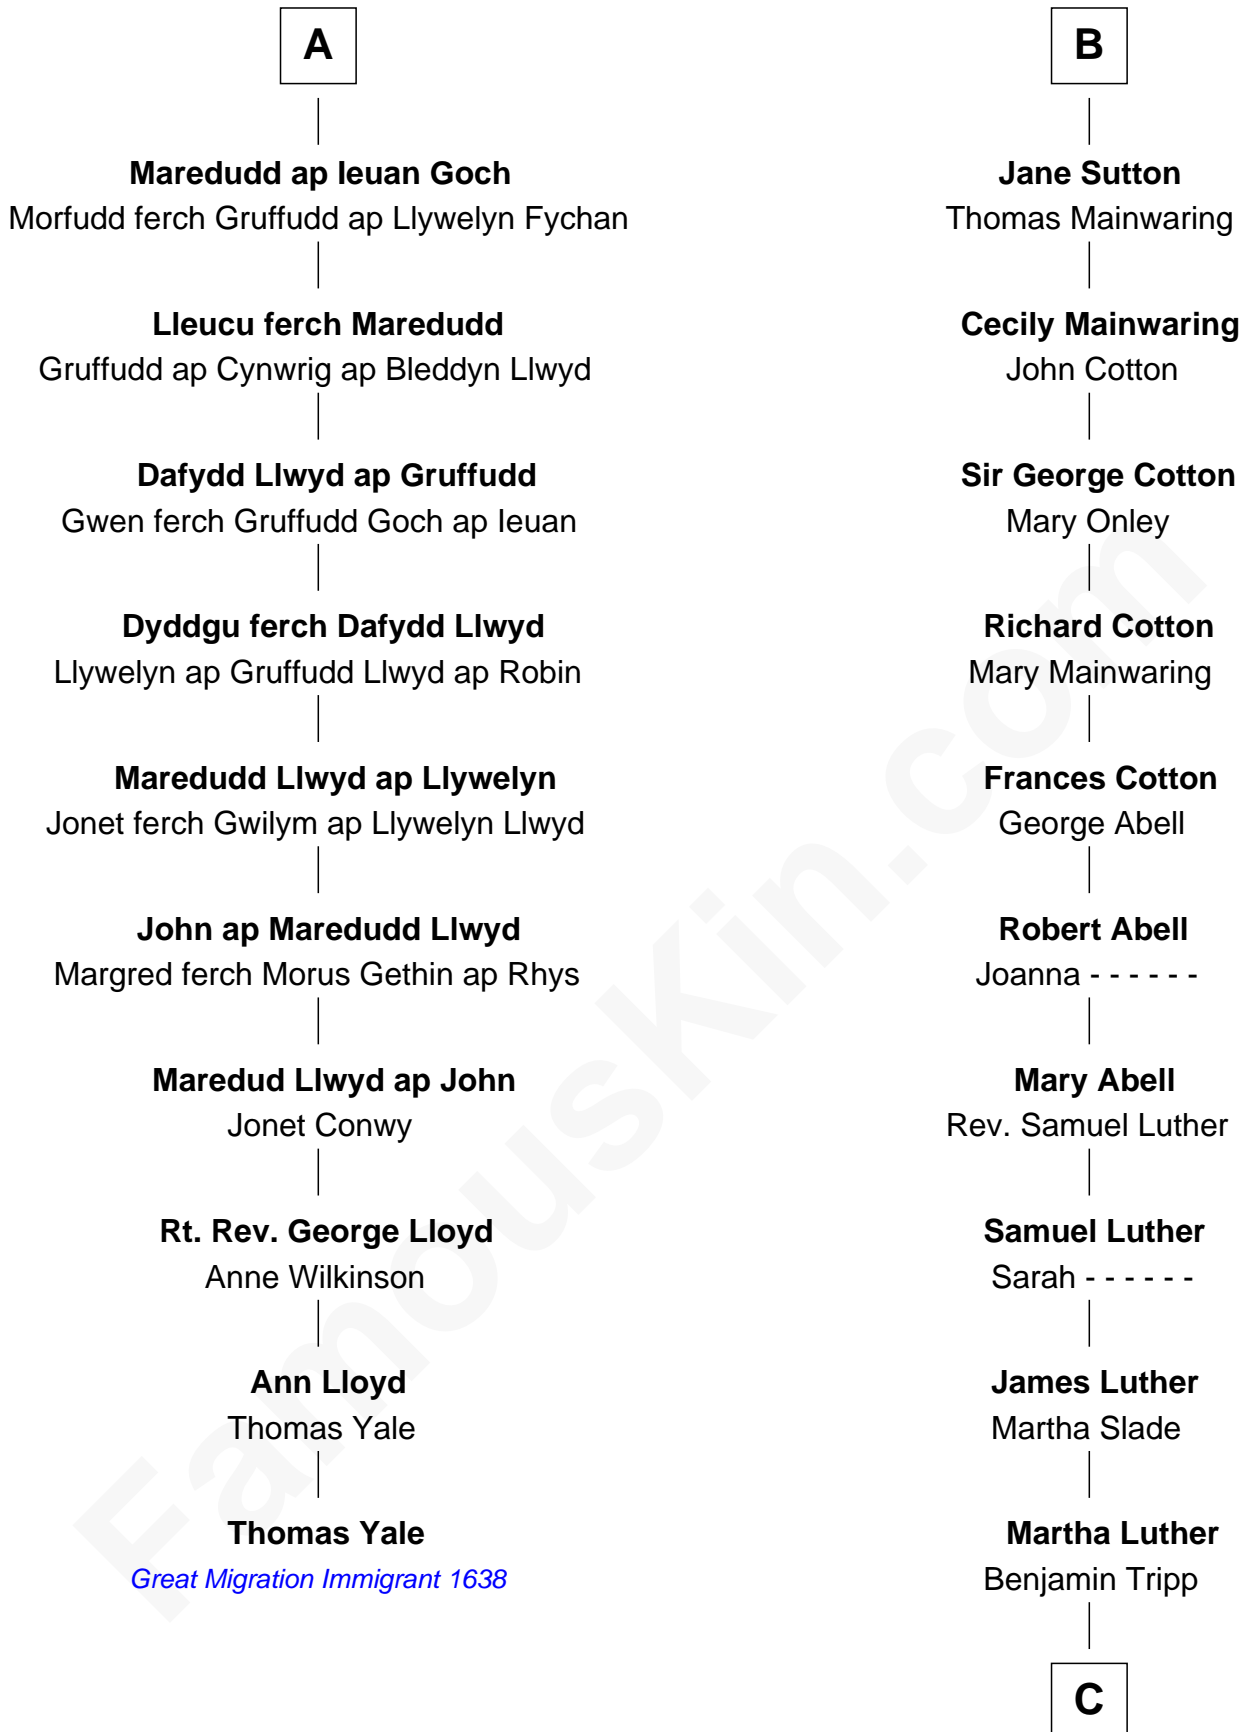 A
Maredudd ap Ieuan Goch
Morfudd ferch Gruffudd ap Llywelyn Fychan
Lleucu ferch Maredudd
Gruffudd ap Cynwrig ap Bleddyn Llwyd
Dafydd Llwyd ap Gruffudd
Gwen ferch Gruffudd Goch ap Ieuan
Dyddgu ferch Dafydd Llwyd
Llywelyn ap Gruffudd Llwyd ap Robin
Maredudd Llwyd ap Llywelyn
Jonet ferch Gwilym ap Llywelyn Llwyd
John ap Maredudd Llwyd
Margred ferch Morus Gethin ap Rhys
Maredud Llwyd ap John
Jonet Conwy
Rt. Rev. George Lloyd
Anne Wilkinson
Ann Lloyd
Thomas Yale
Thomas Yale
Great Migration Immigrant 1638
B
Jane Sutton
Thomas Mainwaring
Cecily Mainwaring
John Cotton
Sir George Cotton
Mary Onley
Richard Cotton
Mary Mainwaring
Frances Cotton
George Abell
Robert Abell
Joanna - - - - - -
Mary Abell
Rev. Samuel Luther
Samuel Luther
Sarah - - - - - -
James Luther
Martha Slade
Martha Luther
Benjamin Tripp
C
FamousKin.com